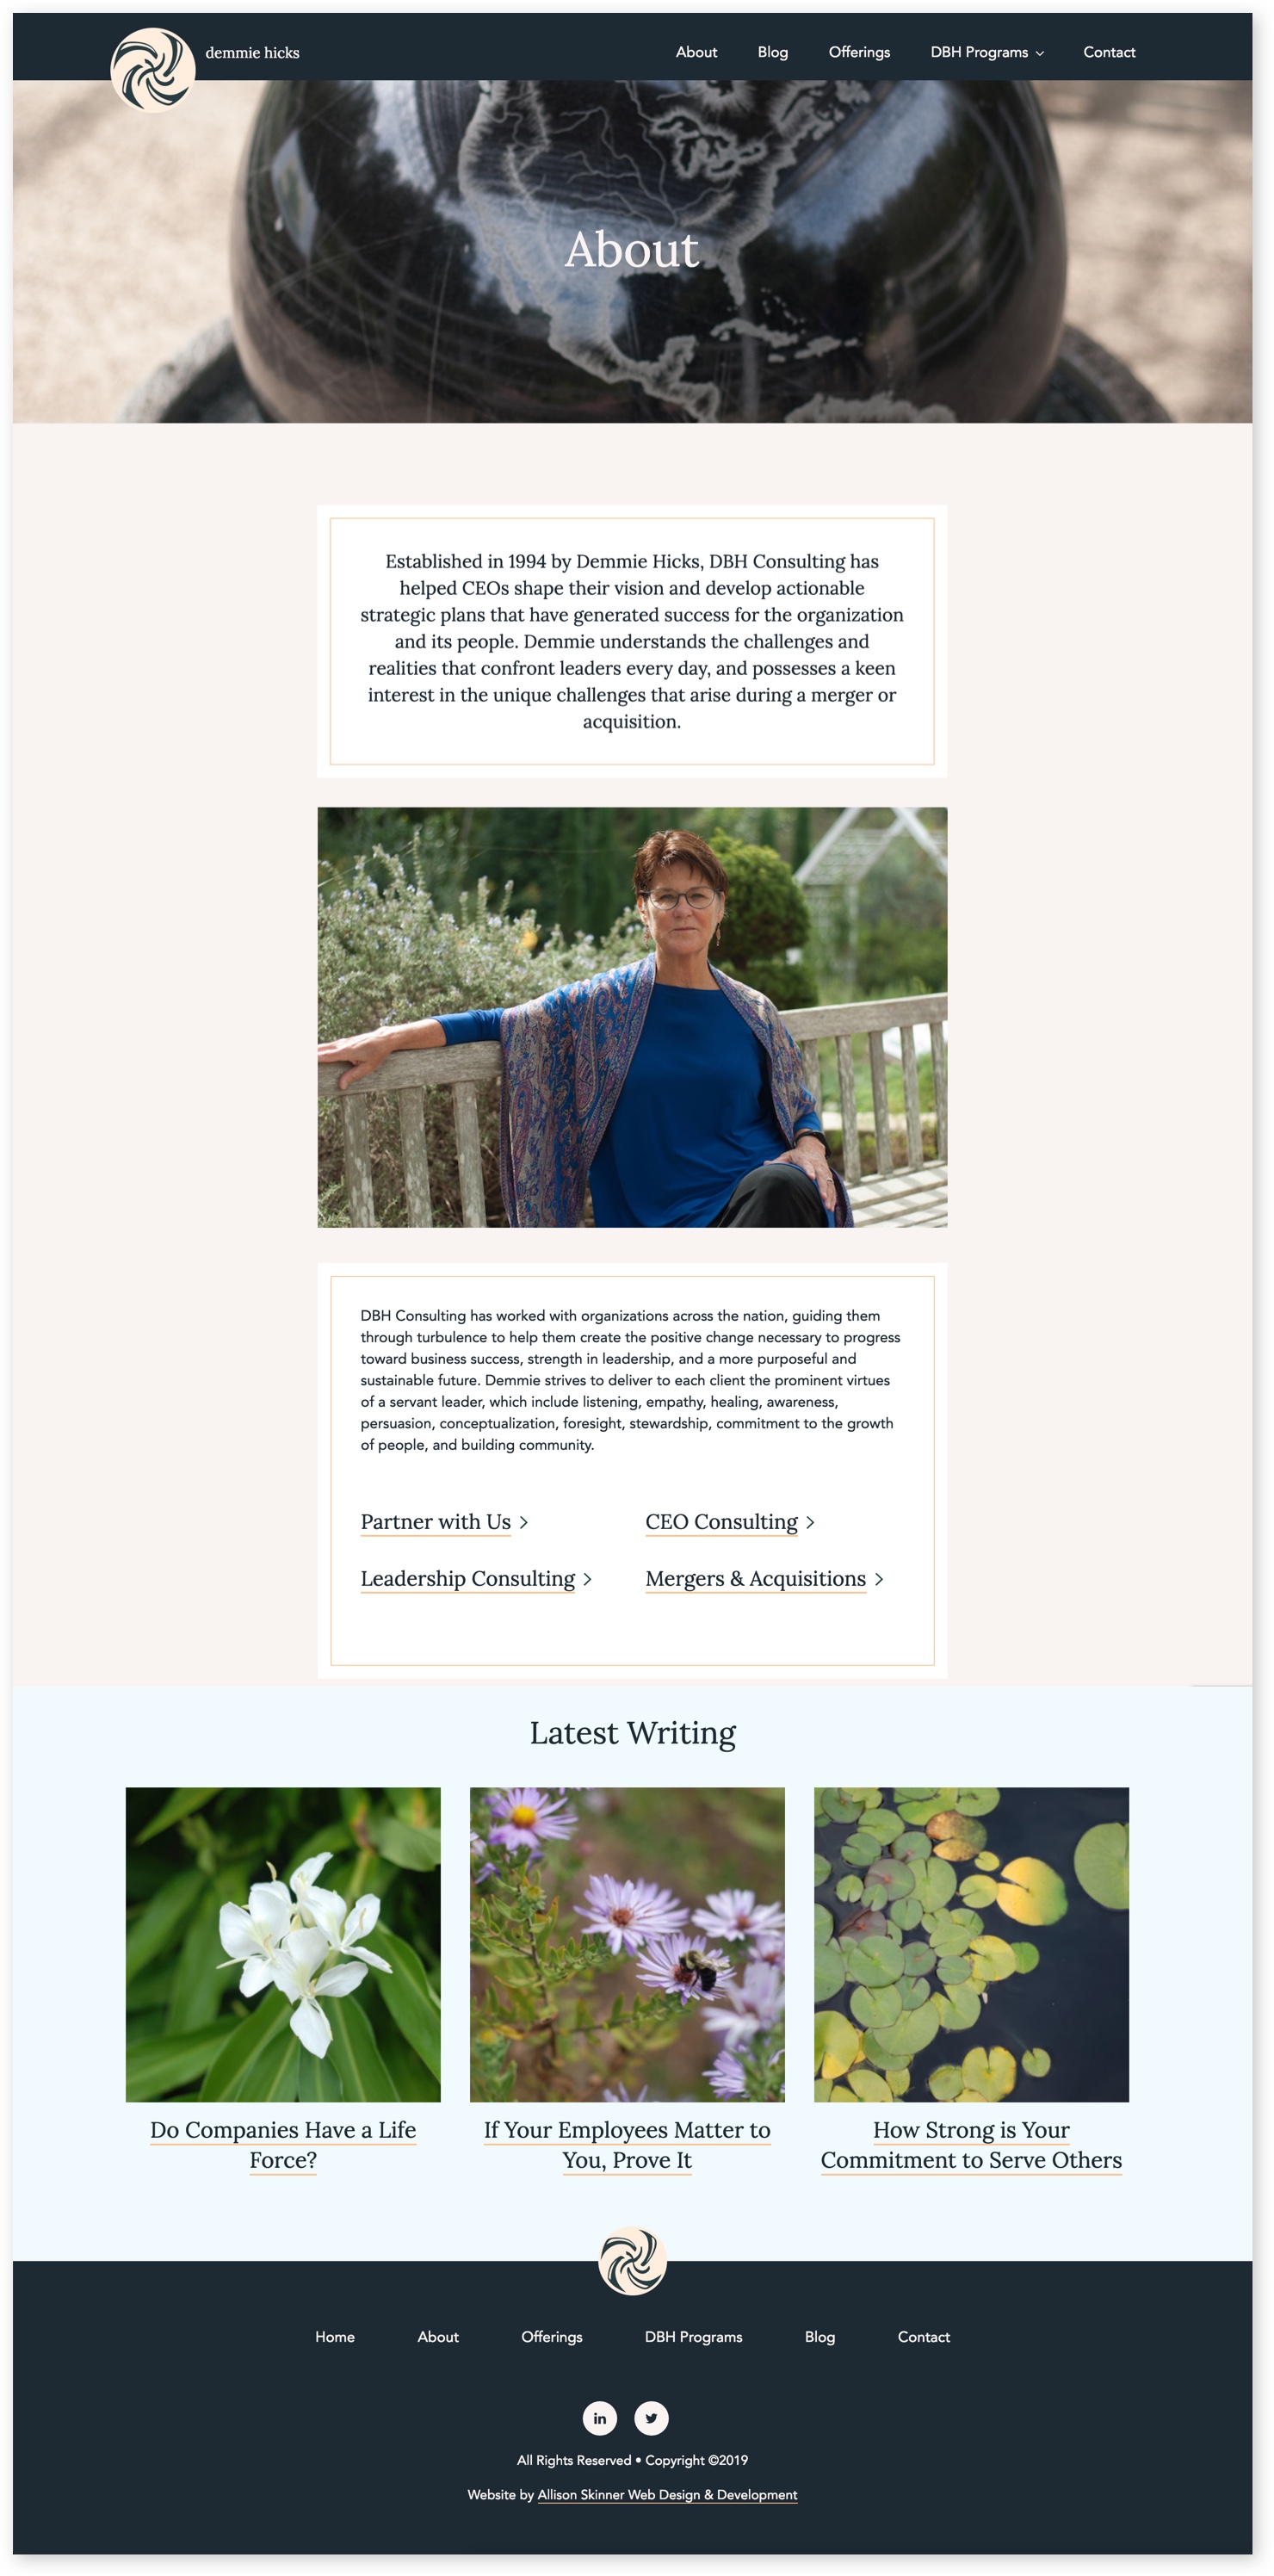 demmie hicks
About Blog Offerings DBH Programs Contact
About
Established in 1994 by Demmie Hicks, DBH Consulting has
helped CEOs shape their vision and develop actionable
strategic plans that have generated success for the organization
and its people. Demmie understands the challenges and
realities that confront leaders every day, and possesses a keen
interest in the unique challenges that arise during a merger or
acquisition.
DBH Consulting has worked with organizations across the nation, guiding them
through turbulence to help them create the positive change necessary to progress
toward business success, strength in leadership, and a more purposeful and
sustainable future. Demmie strives to deliver to each client the prominent virtues
of a servant leader, which include listening, empathy, healing, awareness,
persuasion, conceptualization, foresight, stewardship, commitment to the growth
of people, and building community.
Partner with Us
CEO Consulting
Leadership Consulting
Mergers & Acquisitions
Latest Writing
Do Companies Have a Life
Force?
If Your Employees Matter to
You, Prove It
How Strong is Your
Commitment to Serve Others
Home About Offerings DBH Programs Blog Contact
in
All Rights Reserved • Copyright ©2019
Website by Allison Skinner Web Design & Development